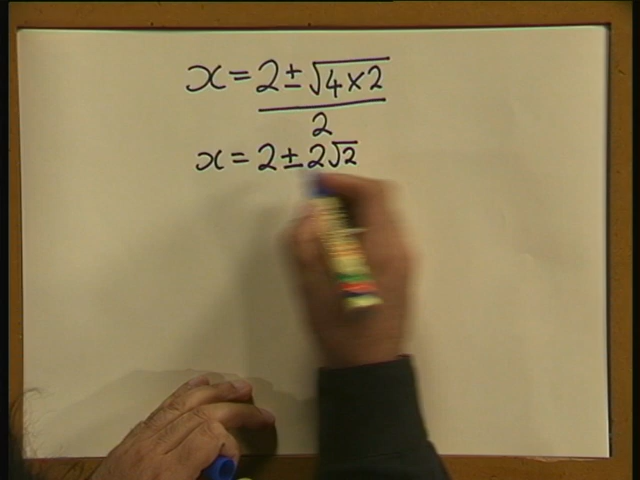 x = 2 ± √4 × 2
2
x = 2 ± 2√2